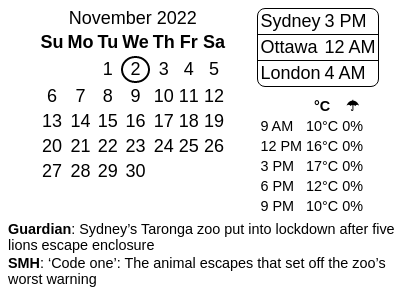 November 2022
Su Mo Tu We Th Fr Sa
1 2 3 4 5
6 7 8 9 10 11 12
13 14 15 16 17 18 19
20 21 22 23 24 25 26
27 28 29 30
Sydney 3 PM
Ottawa 12 AM
London 4 AM
°C ☂
9 AM 10°C 0%
12 PM 16°C 0%
3 PM 17°C 0%
6 PM 12°C 0%
9 PM 10°C 0%
Guardian: Sydney’s Taronga zoo put into lockdown after five
lions escape enclosure
SMH: ‘Code one’: The animal escapes that set off the zoo’s
worst warning